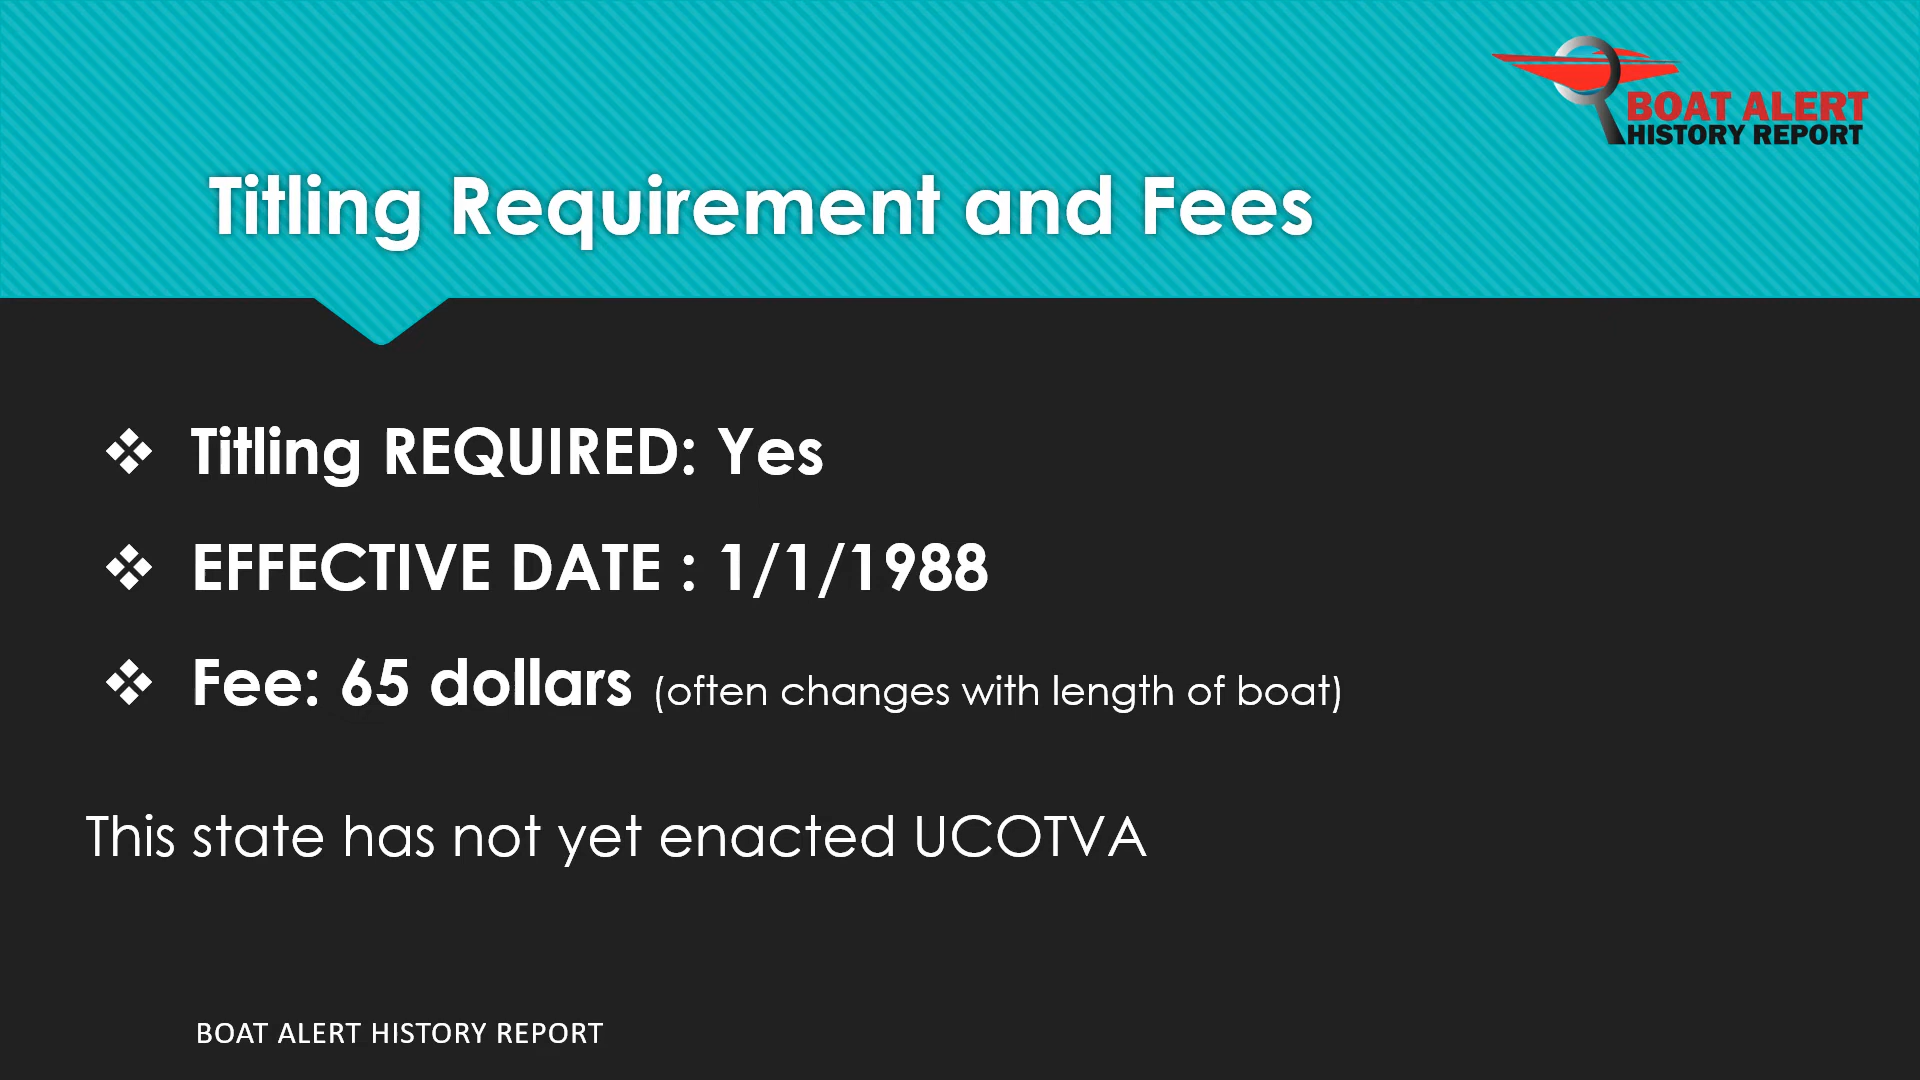 BOAT ALERT
HISTORY REPORT
Titling Requirement and Fees
Titling REQUIRED: Yes
EFFECTIVE DATE : 1/1/1988
Fee: 65 dollars (often changes with length of boat)
This state has not yet enacted UCOTVA
BOAT ALERT HISTORY REPORT